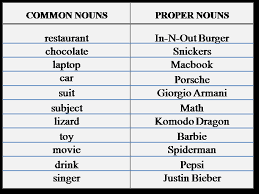 COMMON NOUNS PROPER NOUNS
restaurant In-N-Out Burger
chocolate Snickers
laptop Macbook
car Porsche
suit Giorgio Armani
subject Math
lizard Komodo Dragon
toy Barbie
movie Spiderman
drink Pepsi
singer Justin Bieber